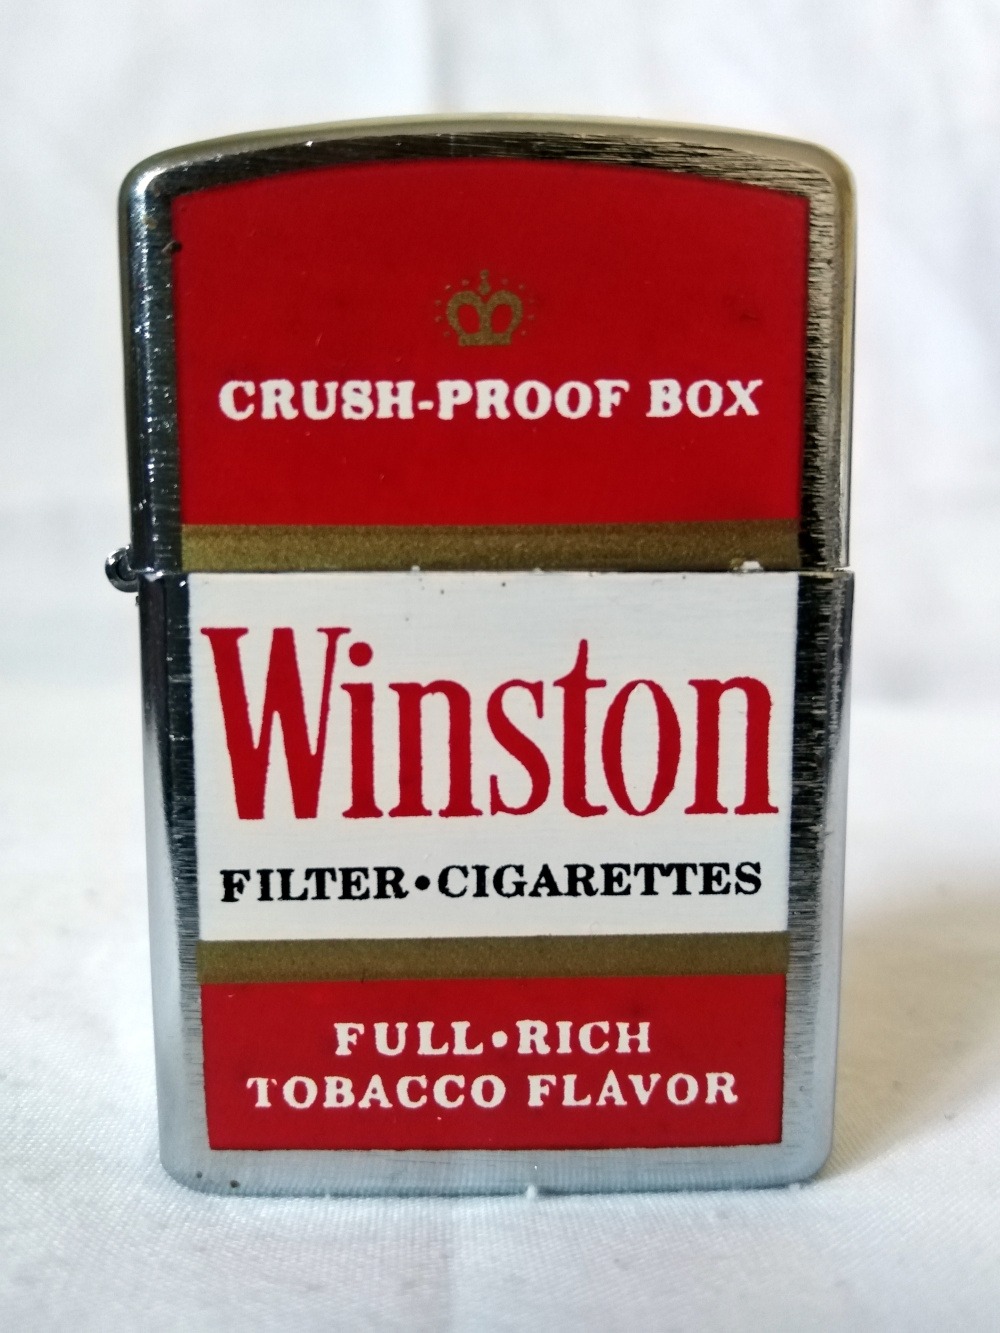 CRUSH-PROOF BOX
Winston
FILTER•CIGARETTES
FULL•RICH
TOBACCO FLAVOR